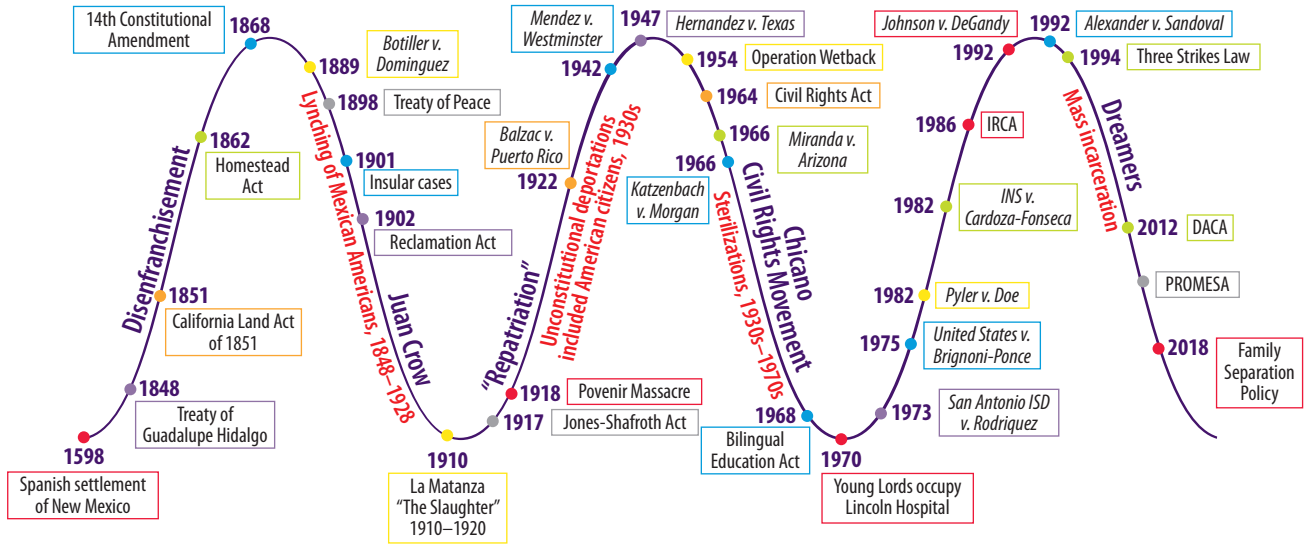 1598
Spanish settlement
of New Mexico
1848
Treaty of
Guadalupe Hidalgo
1851
California Land Act
of 1851
Disenfranchisement
1862
Homestead
Act
14th Constitutional
Amendment
1868
1889
Botiller v.
Dominguez
1898
Treaty of Peace
Lynching of Mexican Americans, 1848–1928
1901
Insular cases
1902
Reclamation Act
Juan Crow
1910
La Matanza
“The Slaughter”
1910–1920
1917
Jones-Shafroth Act
1918
Povenir Massacre
“Repatriation”
Unconstitutional deportations
included American citizens, 1930s
Balzac v.
Puerto Rico
1922
Mendez v.
Westminster
1942
1947
Hernandez v. Texas
1954
Operation Wetback
1964
Civil Rights Act
1966
Miranda v.
Arizona
1966
Katzenbach
v. Morgan
Chicano
Civil Rights Movement
Sterilizations, 1930s–1970s
1968
Bilingual
Education Act
1970
Young Lords occupy
Lincoln Hospital
1973
San Antonio ISD
v. Rodriquez
1975
United States v.
Brignoni-Ponce
1982
Pyler v. Doe
1982
INS v.
Cardoza-Fonseca
1986
IRCA
Johnson v. DeGandy
1992
1992
Alexander v. Sandoval
1994
Three Strikes Law
Dreamers
Mass incarceration
2012
DACA
PROMESA
2018
Family
Separation
Policy